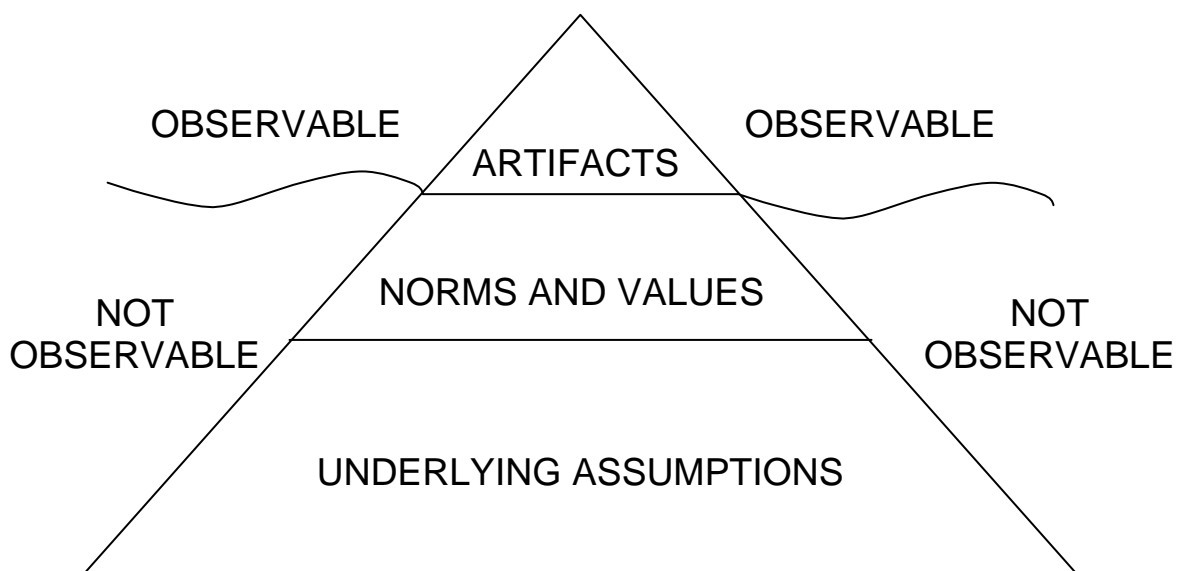 OBSERVABLE
OBSERVABLE
ARTIFACTS
NORMS AND VALUES
NOT
OBSERVABLE
NOT
OBSERVABLE
UNDERLYING ASSUMPTIONS